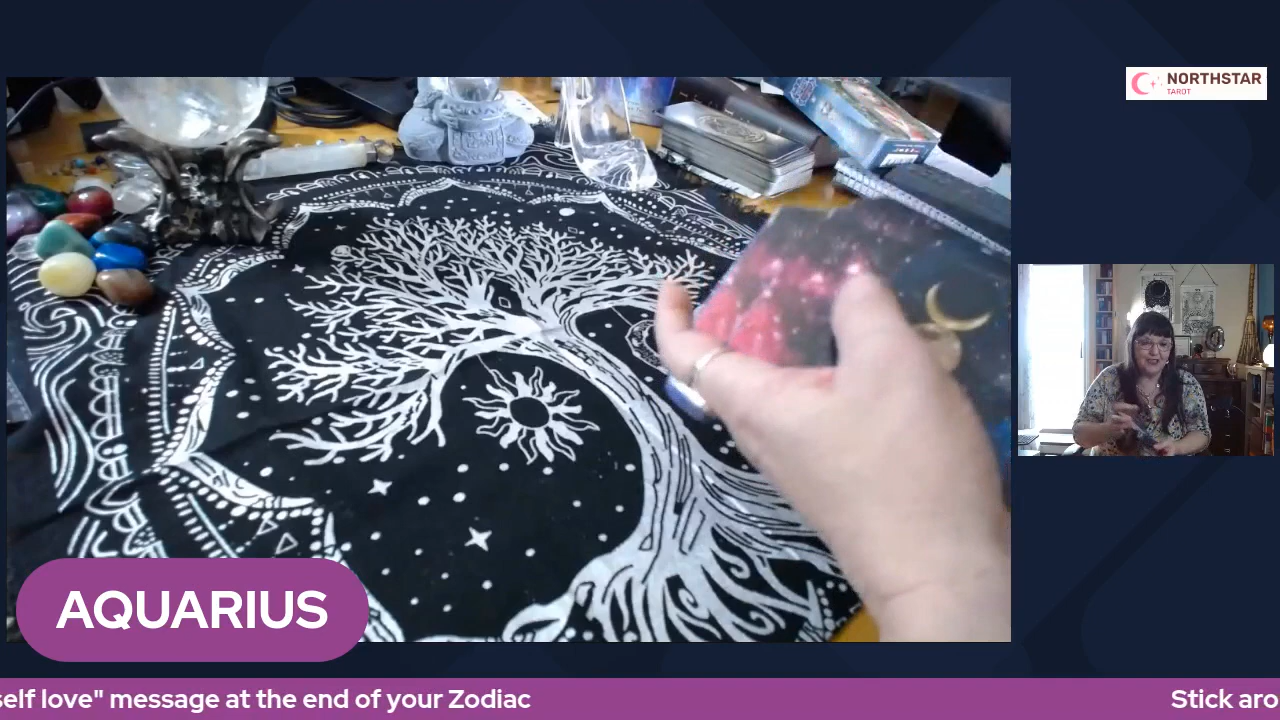 NORTHSTAR
TAROT
AQUARIUS
self love" message at the end of your Zodiac
Stick aro